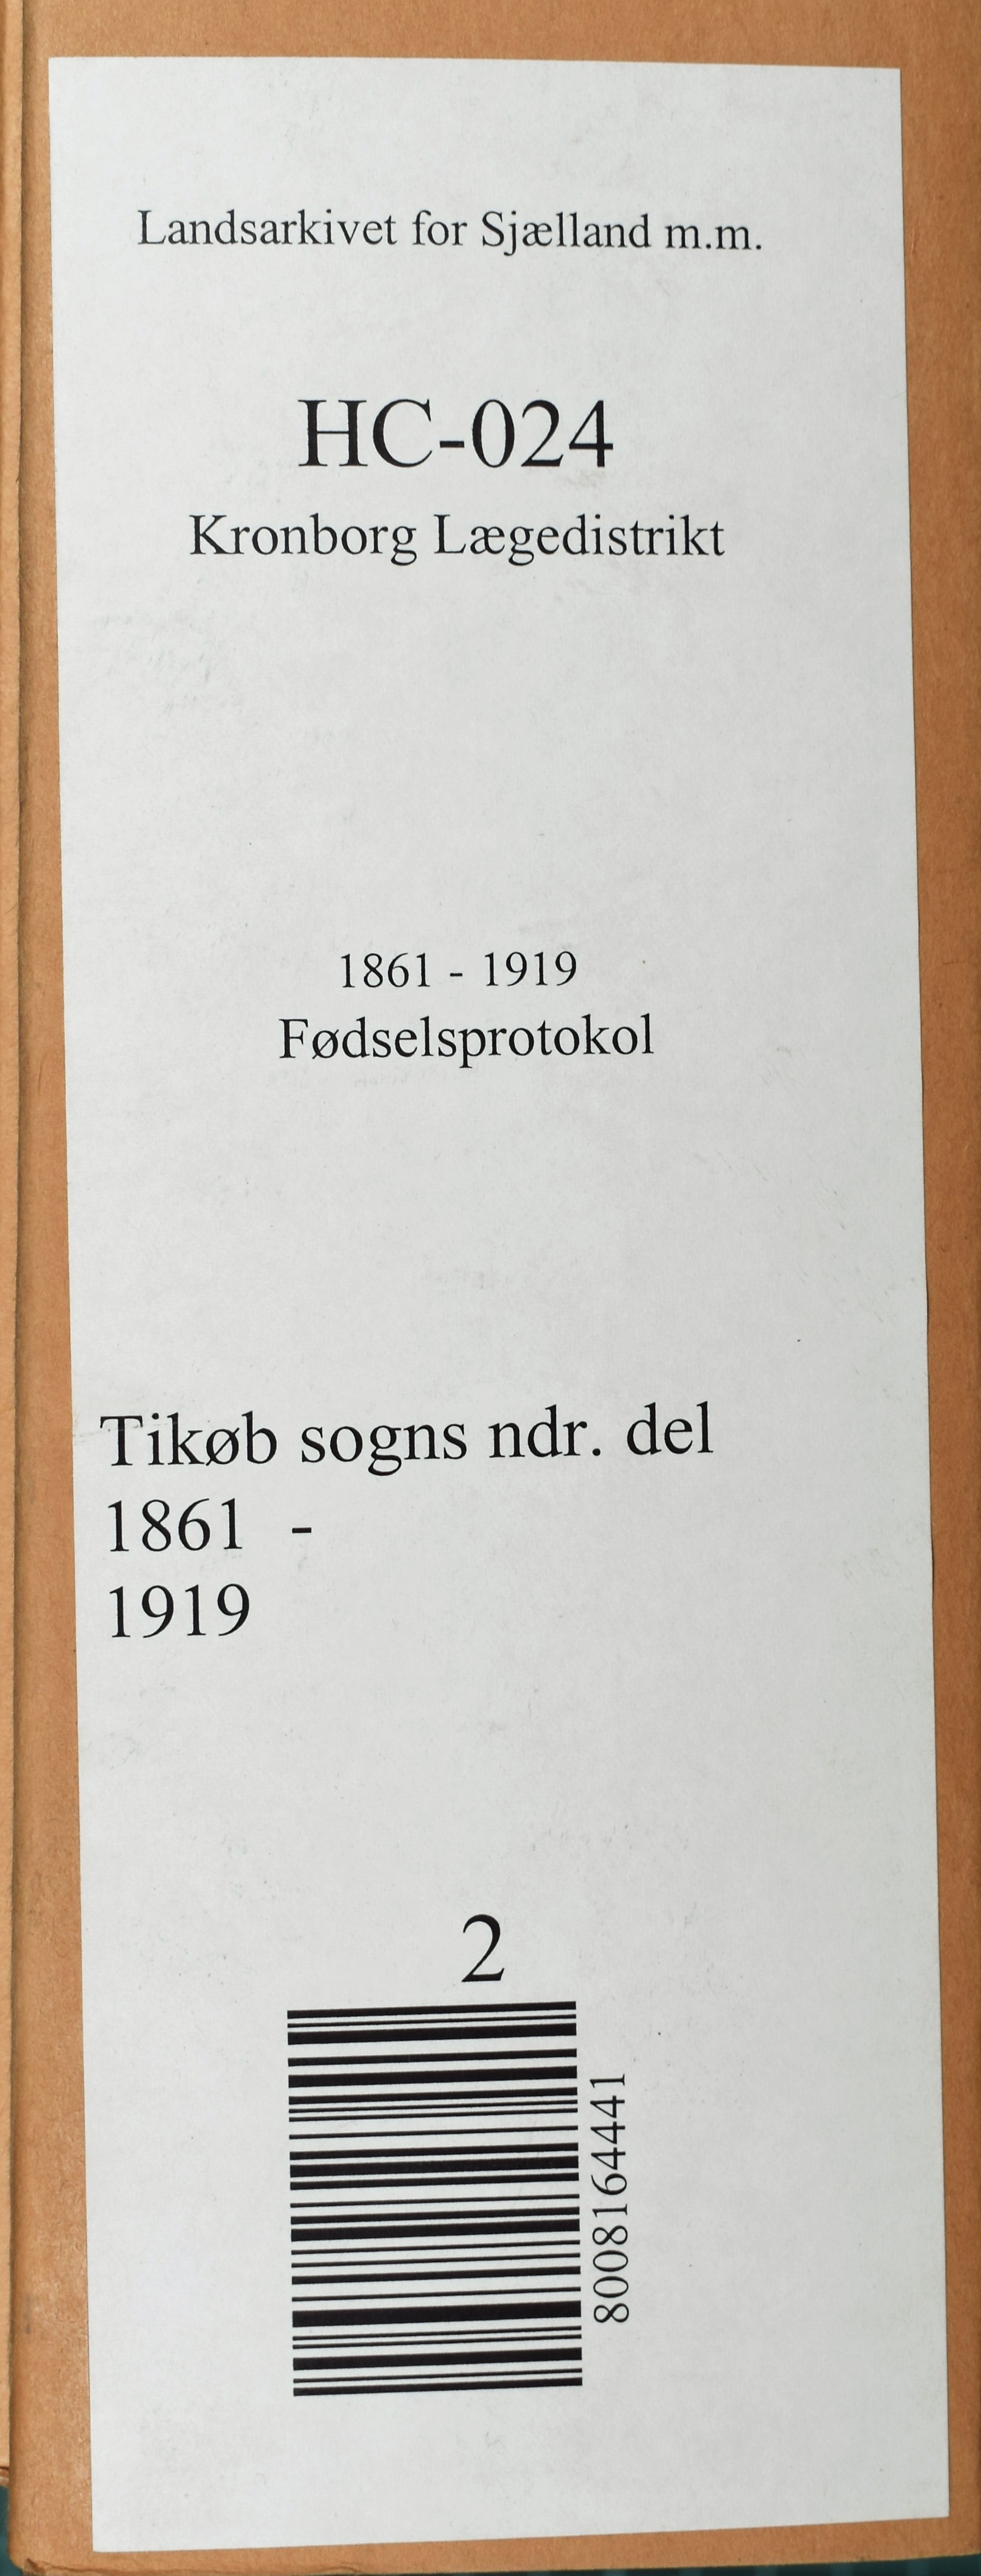 Landsarkivet for Sjælland m.m.
HC-024
Kronborg Lægedistrikt
1861 - 1919
Fødselsprotokol
Tikøb sogns ndr. del
1861 -
1919
2
8008164441